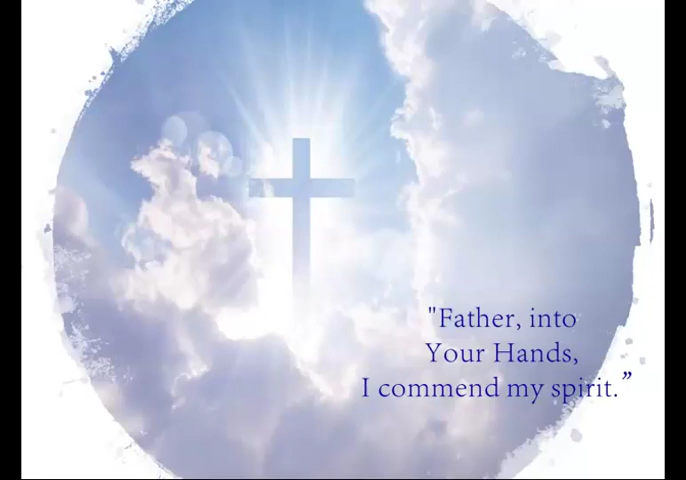 "Father, into
Your Hands,
I commend my spirit.”